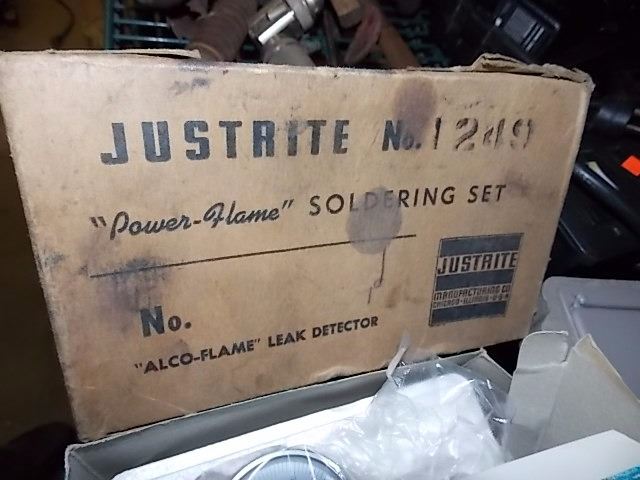 JUSTRITE No. 1249
"Power-Flame" SOLDERING SET
No.
"ALCO-FLAME" LEAK DETECTOR
JUSTRITE
MANUFACTURING CO
CHICAGO-ILLINOIS-U·S·A